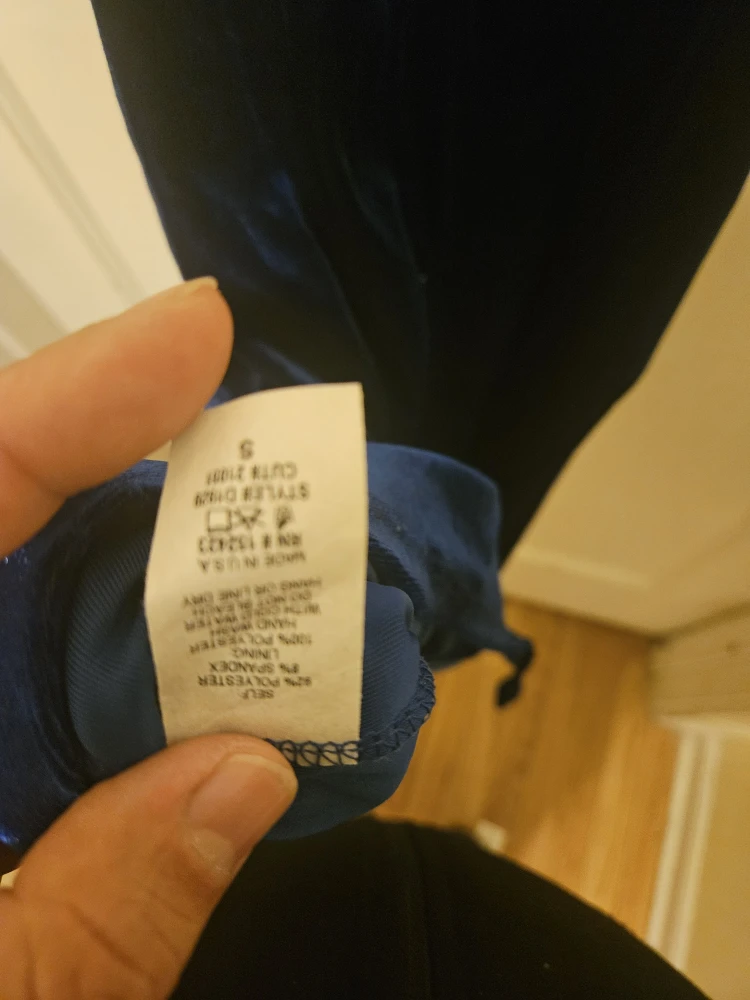 SELF:
92% POLYESTER
8% SPANDEX
LINING:
100% POLYESTER
HAND WASH
WITH COLD WATER
DO NOT BLEACH
HANG OR LINE DRY
MADE IN U.S.A
RN # 132623
STYLE#
CUT#
S